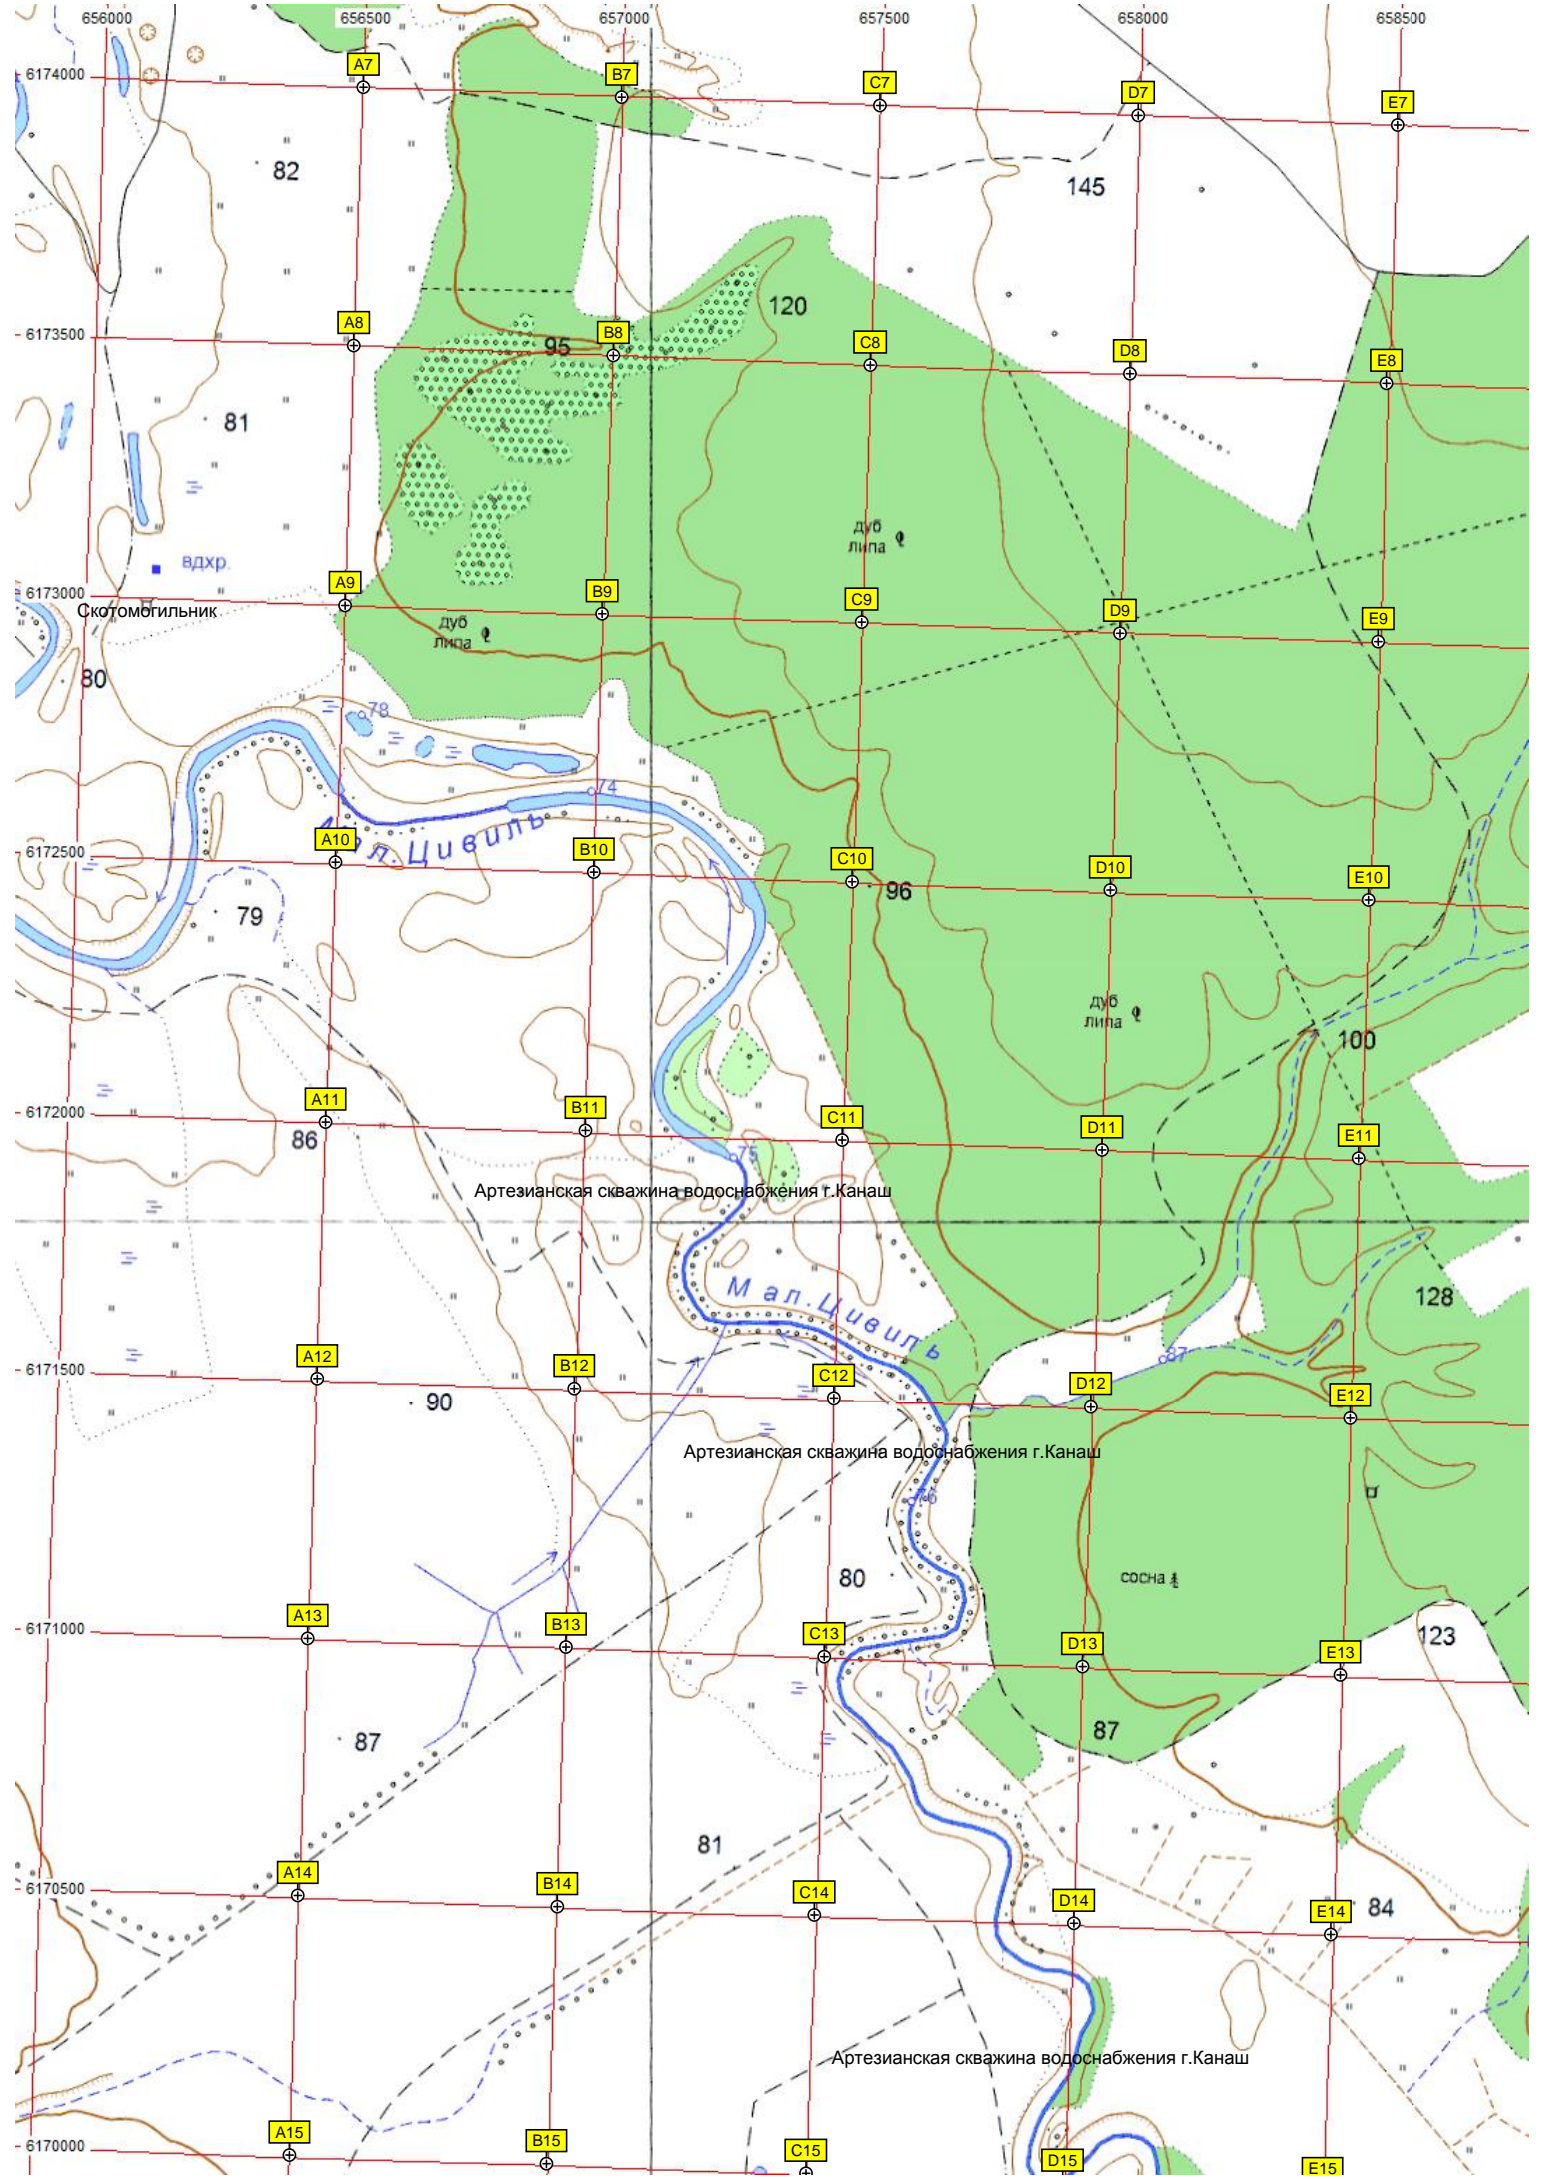 656000 656500 657000 657500 658000 658500
6174000
A7 B7 C7 D7 E7
82
145
120
6173500
A8 95 B8 C8 D8 E8
81
дуб
липа
вдхр.
6173000
A9 B9 C9 D9 E9
Скотомогильник
дуб
липа
80
78
74
Мал. Цивиль
6172500
A10 B10 C10 D10 E10
96
79
дуб
липа
100
6172000
A11 B11 C11 D11 E11
86
75
Артезианская скважина водоснабжения г.Канаш
Мал. Цивиль
128
87
6171500
A12 B12 C12 D12 E12
90
Артезианская скважина водоснабжения г.Канаш
76
80
сосна
6171000
A13 B13 C13 D13 E13
123
87
87
81
6170500
A14 B14 C14 D14 E14
84
Артезианская скважина водоснабжения г.Канаш
6170000
A15 B15 C15 D15 E15